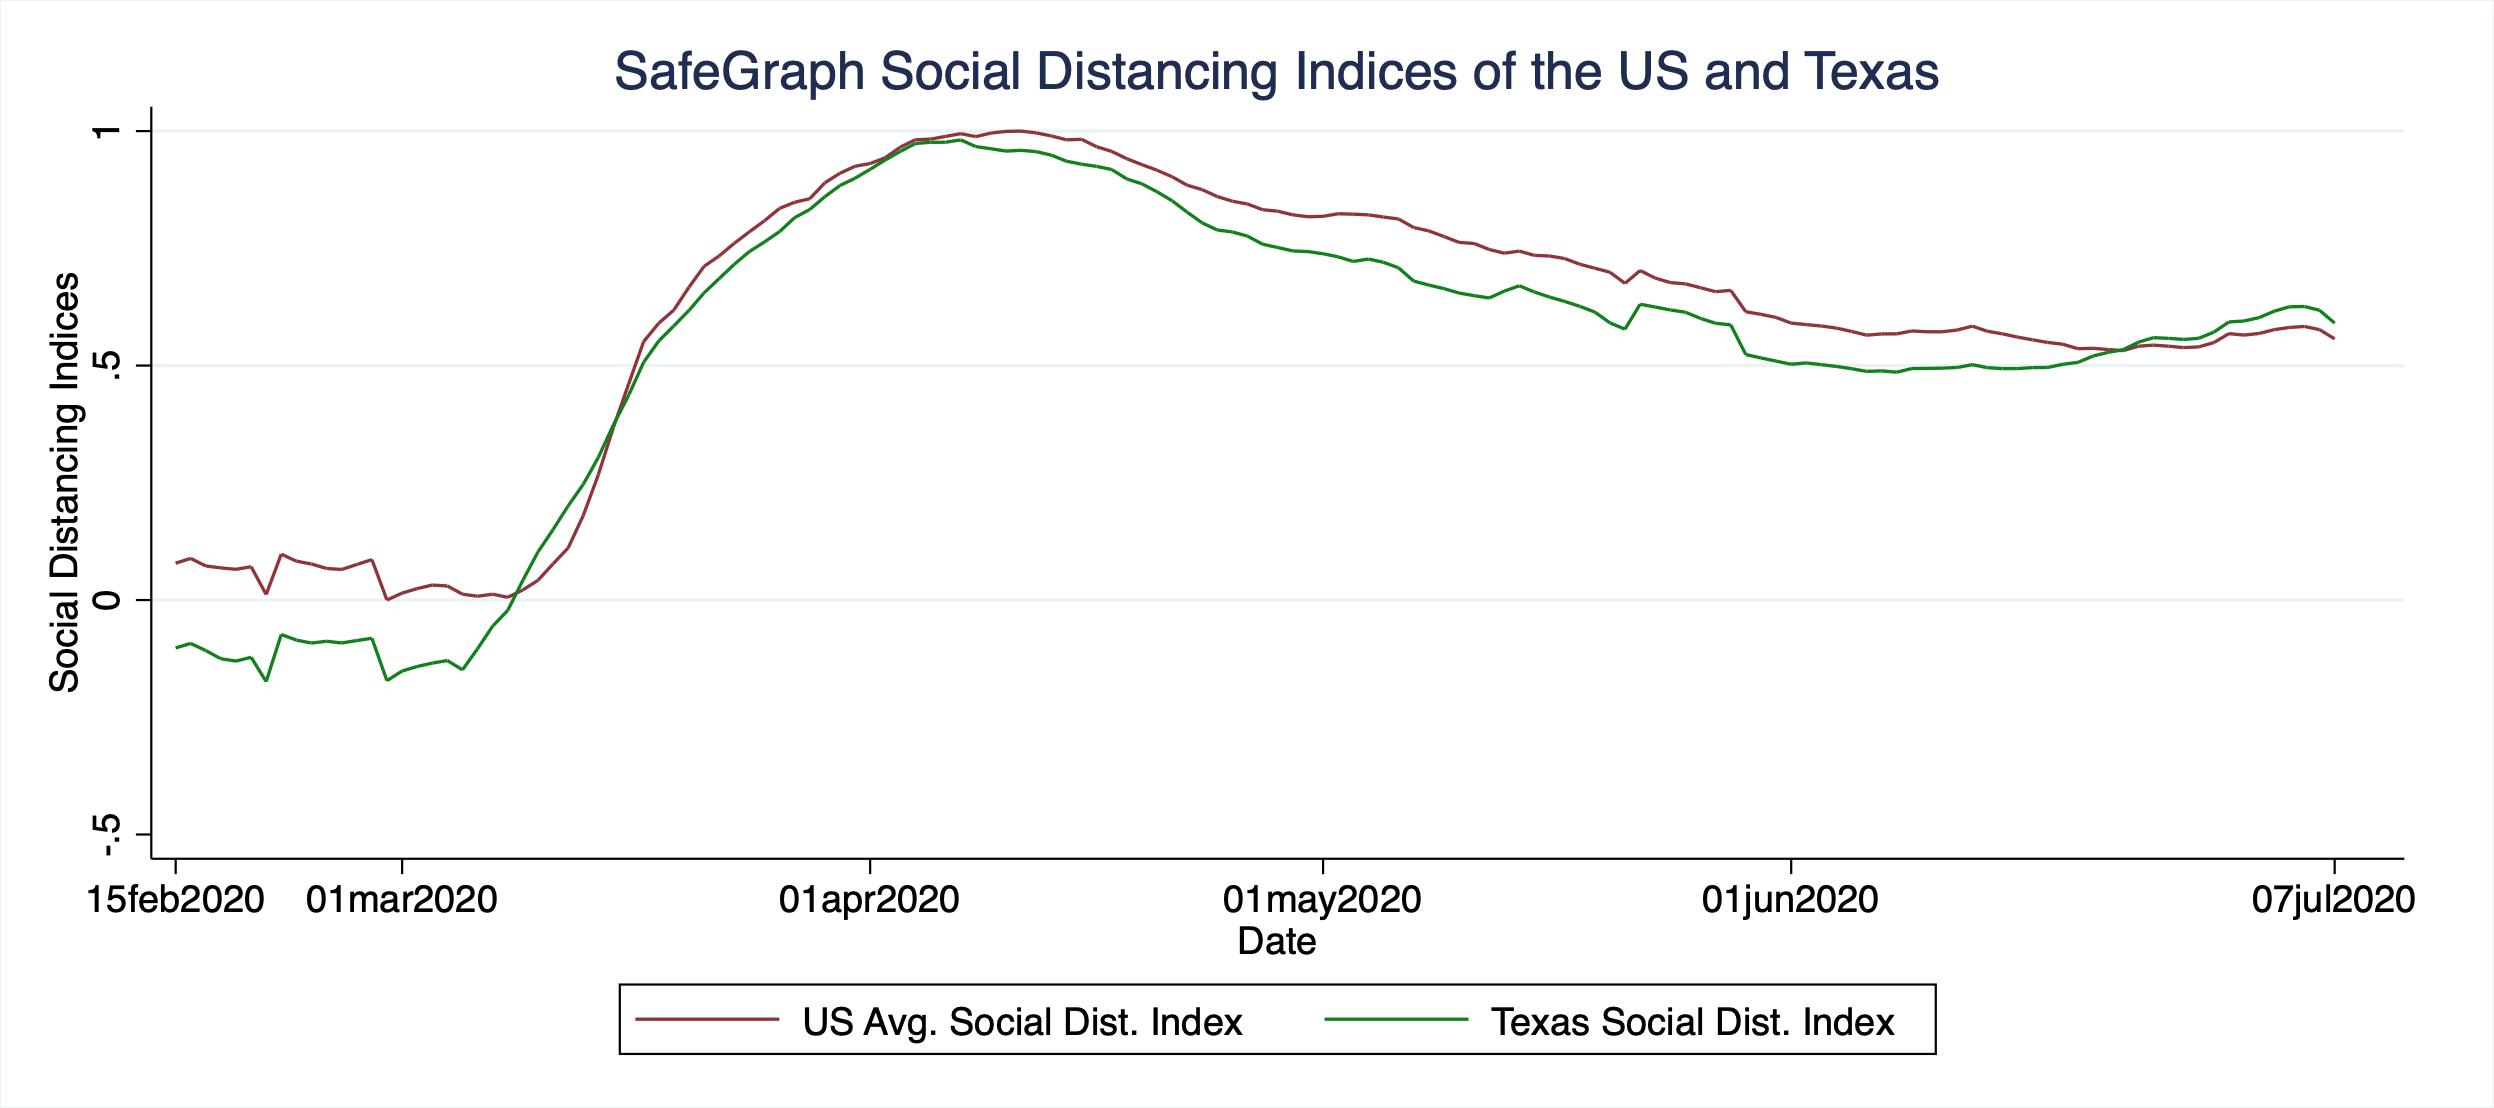 SafeGraph Social Distancing Indices of the US and Texas
Social Distancing Indices
1
.5
0
-.5
15feb2020 01mar2020 01apr2020 01may2020 01jun2020 07jul2020
Date
US Avg. Social Dist. Index Texas Social Dist. Index